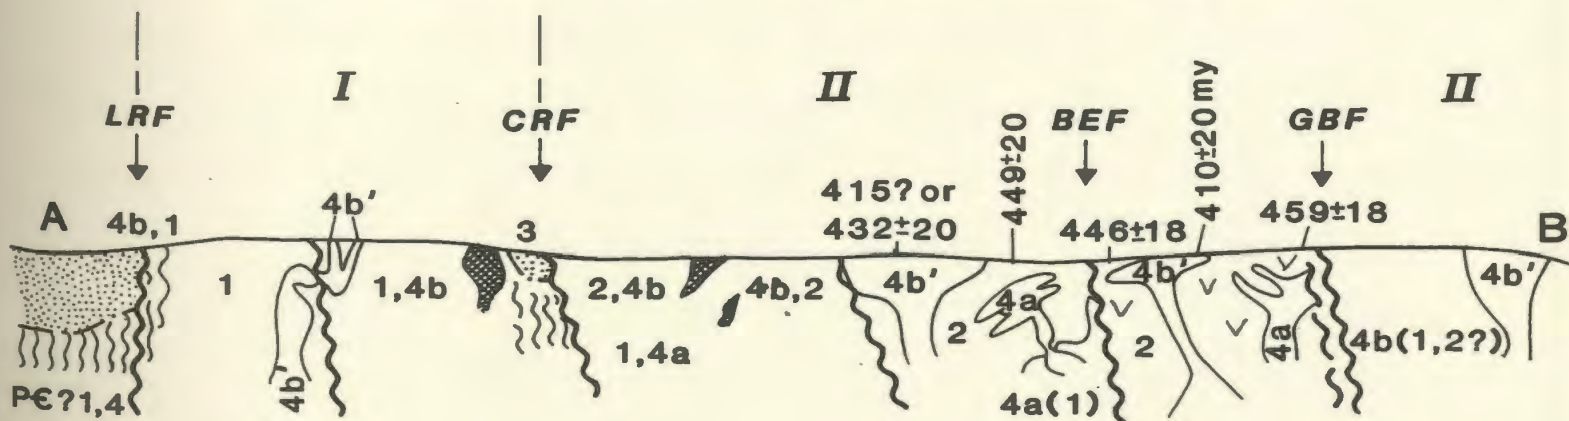 I II II
LRF CRF BEF GBF
449±20
410±20 my
415? or
432±20
446±18
459±18
A B
4b,1 4b' 3
1 1,4b 2,4b 4b,2 4b' 4a 4b' 4b'
2 2
1,4a
4b' 4a
4b(1,2?)
P€?1,4 4a(1)
v v v v v